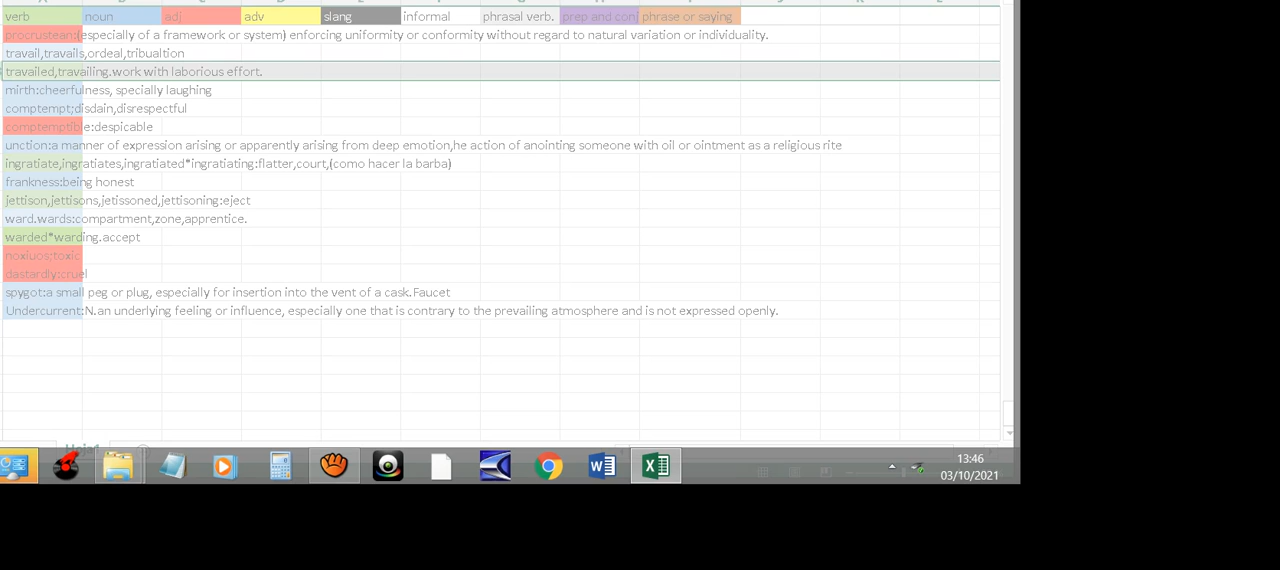 verb noun adj adv slang informal phrasal verb. prep and conj phrase or saying
procrustean:(especially of a framework or system) enforcing uniformity or conformity without regard to natural variation or individuality.
travail,travails,ordeal,tribualtion
travailed,travailing.work with laborious effort.
mirth:cheerfulness, specially laughing
comptempt;disdain,disrespectful
comptemptible:despicable
unction:a manner of expression arising or apparently arising from deep emotion,he action of anointing someone with oil or ointment as a religious rite
ingratiate,ingratiates,ingratiated*ingratiating:flatter,court,(como hacer la barba)
frankness:being honest
jettison,jettisons,jetissoned,jettisoning:eject
ward.wards:compartment,zone,apprentice.
warded*warding.accept
noxiuos:toxic
dastardly:cruel
spygot:a small peg or plug, especially for insertion into the vent of a cask.Faucet
Undercurrent:N.an underlying feeling or influence, especially one that is contrary to the prevailing atmosphere and is not expressed openly.
Hoja1
13:46
03/10/2021